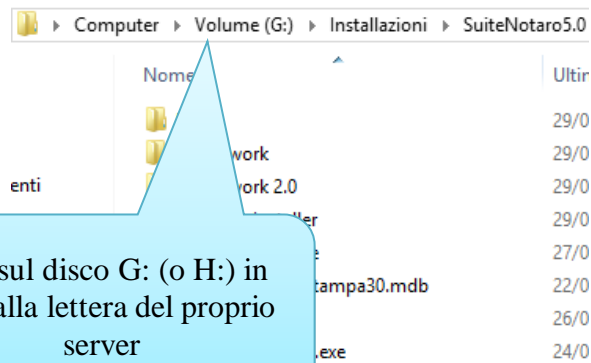 Computer Volume (G:) Installazioni SuiteNotaro5.0
Nome
29/0
work 29/0
enti work 2.0 29/0
ller 29/0
27/0
sul disco G: (o H:) in tampa30.mdb 22/0
alla lettera del proprio 26/0
server .exe 24/0